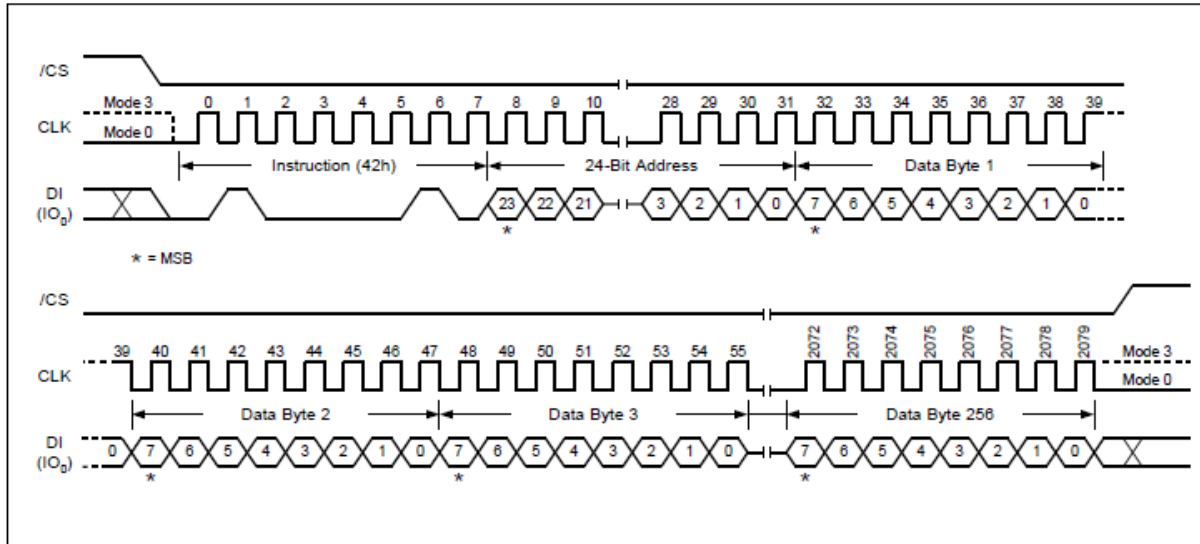 /CS
Mode 3 0 1 2 3 4 5 6 7 8 9 10 28 29 30 31 32 33 34 35 36 37 38 39
CLK Mode 0
Instruction (42h) 24-Bit Address Data Byte 1
DI
(IO0) 23 22 21 3 2 1 0 7 6 5 4 3 2 1 0
* *
* = MSB
/CS
39 40 41 42 43 44 45 46 47 48 49 50 51 52 53 54 55 2072 2073 2074 2075 2076 2077 2078 2079 Mode 3
CLK Mode 0
Data Byte 2 Data Byte 3 Data Byte 256
DI
(IO0) 0 7 6 5 4 3 2 1 0 7 6 5 4 3 2 1 0 7 6 5 4 3 2 1 0
* * *